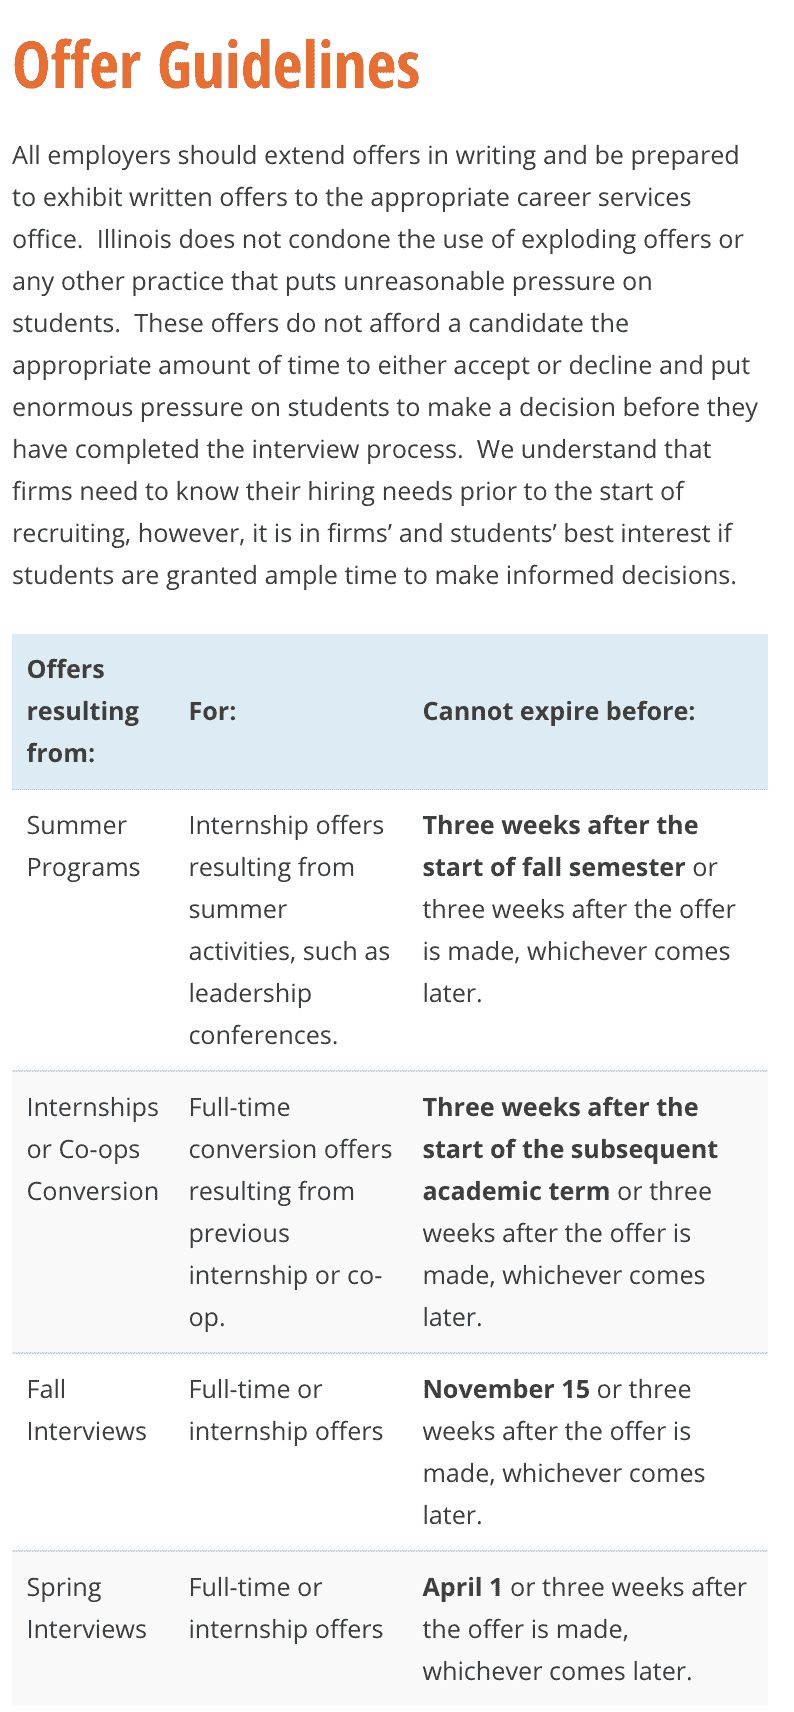 Offer Guidelines
All employers should extend offers in writing and be prepared
to exhibit written offers to the appropriate career services
office.  Illinois does not condone the use of exploding offers or
any other practice that puts unreasonable pressure on
students.  These offers do not afford a candidate the
appropriate amount of time to either accept or decline and put
enormous pressure on students to make a decision before they
have completed the interview process.  We understand that
firms need to know their hiring needs prior to the start of
recruiting, however, it is in firms’ and students’ best interest if
students are granted ample time to make informed decisions.
Offers
resulting
from:
For:
Cannot expire before:
Summer
Programs
Internship offers
resulting from
summer
activities, such as
leadership
conferences.
Three weeks after the
start of fall semester or
three weeks after the offer
is made, whichever comes
later.
Internships
or Co-ops
Conversion
Full-time
conversion offers
resulting from
previous
internship or co-
op.
Three weeks after the
start of the subsequent
academic term or three
weeks after the offer is
made, whichever comes
later.
Fall
Interviews
Full-time or
internship offers
November 15 or three
weeks after the offer is
made, whichever comes
later.
Spring
Interviews
Full-time or
internship offers
April 1 or three weeks after
the offer is made,
whichever comes later.